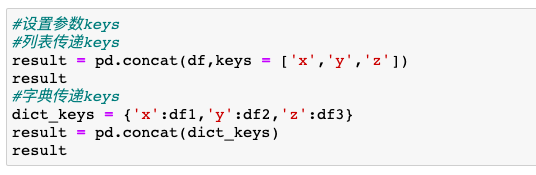 #设置参数keys
#列表传递keys
result = pd.concat(df,keys = ['x','y','z'])
result
#字典传递keys
dict_keys = {'x':df1,'y':df2,'z':df3}
result = pd.concat(dict_keys)
result